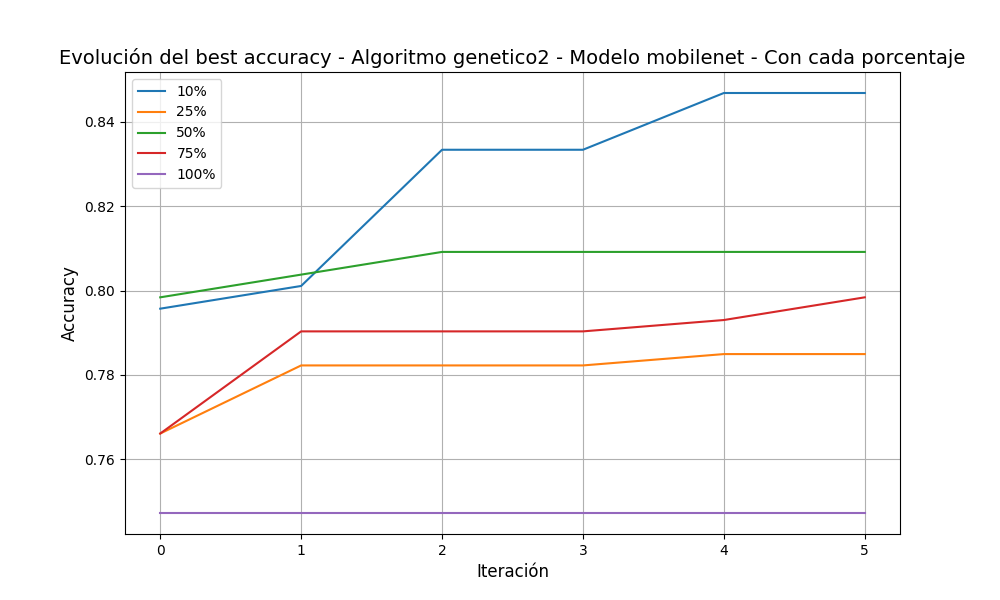 Evolución del best accuracy - Algoritmo genetico2 - Modelo mobilenet - Con cada porcentaje
10%
25%
50%
75%
100%
0.84
0.82
0.80
0.78
0.76
Accuracy
0 1 2 3 4 5
Iteración